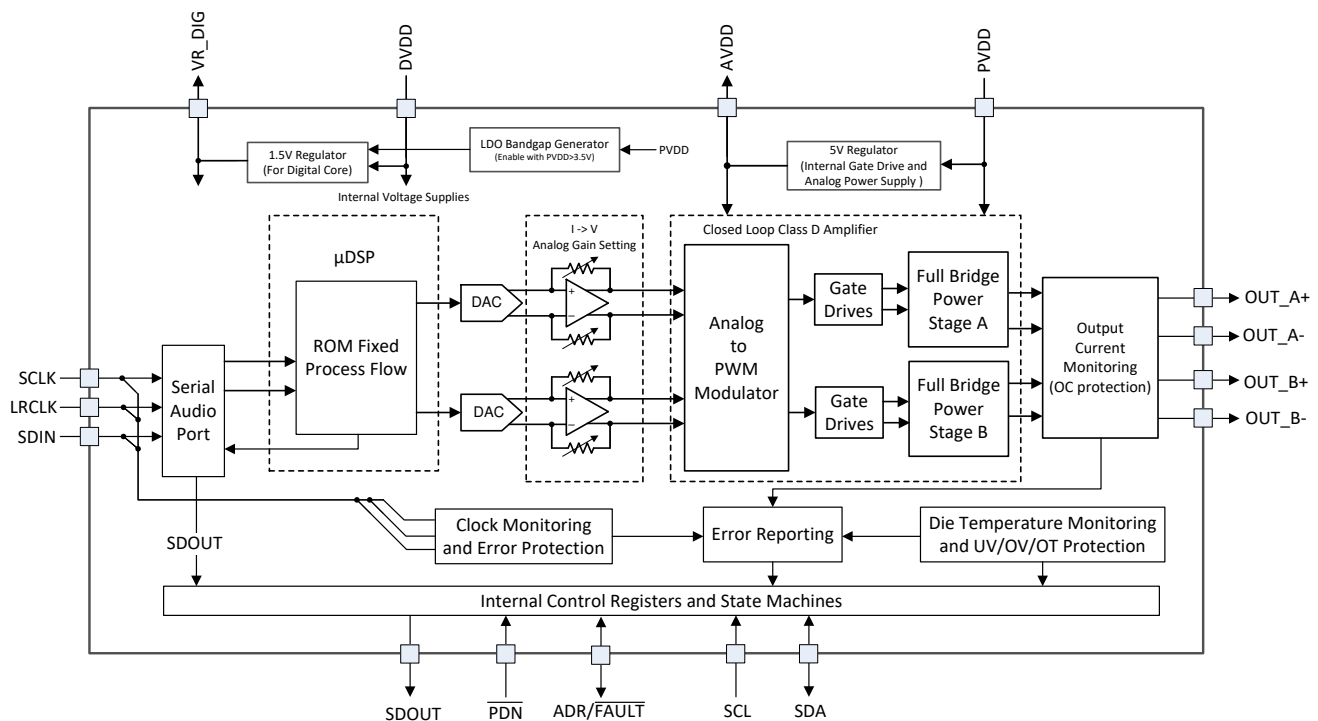 VR_DIG
DVDD
AVDD
PVDD
1.5V Regulator
(For Digital Core)
LDO Bandgap Generator
(Enable with PVDD>3.5V)
PVDD
5V Regulator
(Internal Gate Drive and
Analog Power Supply )
Internal Voltage Supplies
µDSP
I -> V
Analog Gain Setting
Closed Loop Class D Amplifier
ROM Fixed
Process Flow
DAC
+
−
DAC
+
−
Analog
to
PWM
Modulator
Gate
Drives
Full Bridge
Power
Stage A
Gate
Drives
Full Bridge
Power
Stage B
Output
Current
Monitoring
(OC protection)
OUT_A+
OUT_A-
OUT_B+
OUT_B-
SCLK
LRCLK
SDIN
Serial
Audio
Port
SDOUT
Clock Monitoring
and Error Protection
Error Reporting
Die Temperature Monitoring
and UV/OV/OT Protection
Internal Control Registers and State Machines
SDOUT
PDN
ADR/FAULT
SCL
SDA